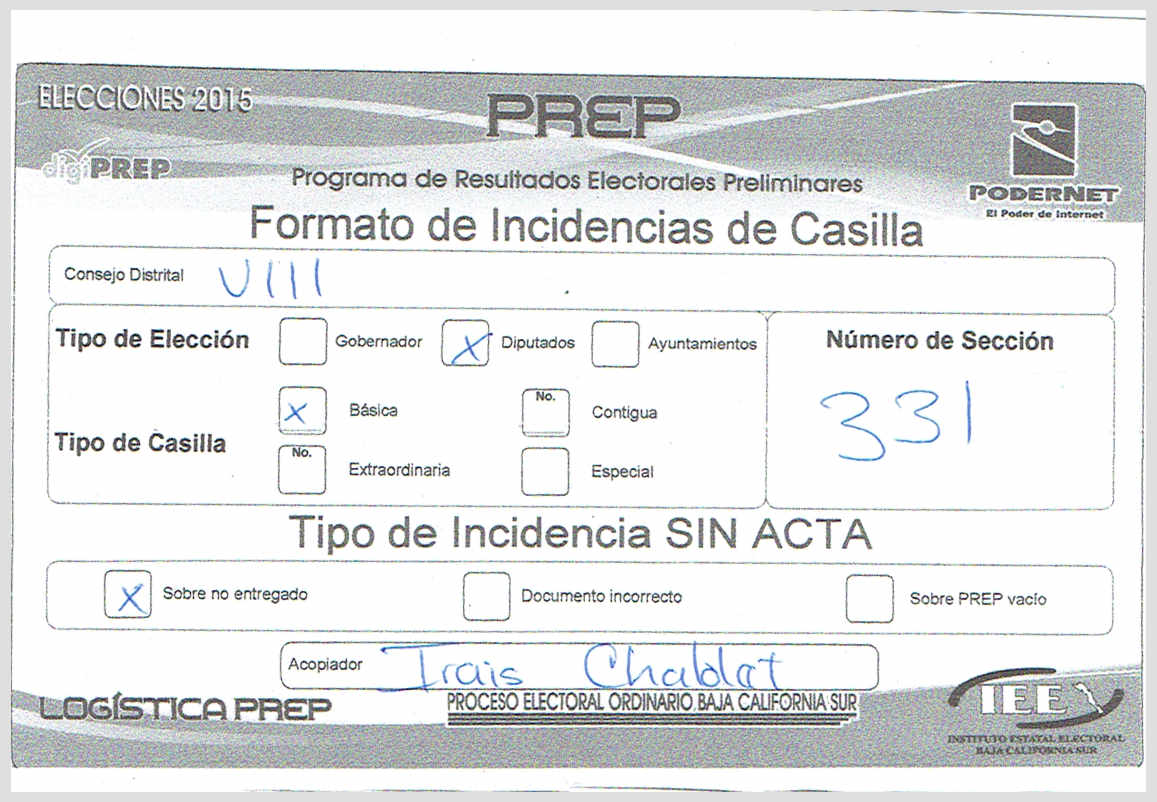 ELECCIONES 2015
PREP
digiPREP
Programa de Resultados Electorales Preliminares
PODERNET
El Poder de Internet
Formato de Incidencias de Casilla
Consejo Distrital VIII
Tipo de Elección Gobernador X Diputados Ayuntamientos
Número de Sección
331
Tipo de Casilla
X Básica No. Contigua
No. Extraordinaria Especial
Tipo de Incidencia SIN ACTA
X Sobre no entregado Documento incorrecto Sobre PREP vacío
Acopiador Irais
LOGÍSTICA PREP
PROCESO ELECTORAL ORDINARIO, BAJA CALIFORNIA SUR
IEE
INSTITUTO ESTATAL ELECTORAL
BAJA CALIFORNIA SUR